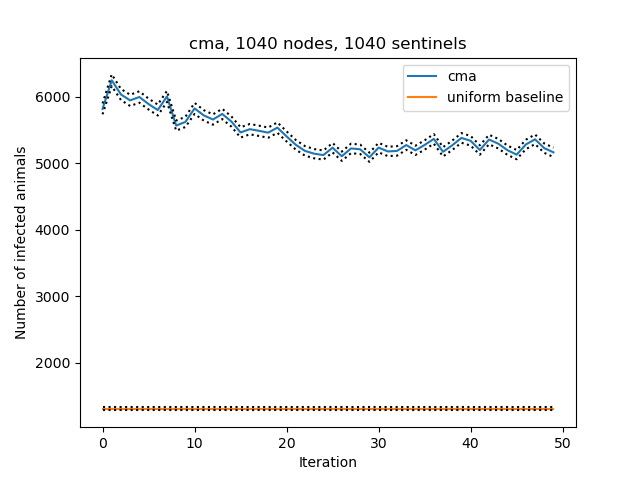 cma, 1040 nodes, 1040 sentinels
cma
uniform baseline
Number of infected animals
6000
5000
4000
3000
2000
0 10 20 30 40 50
Iteration